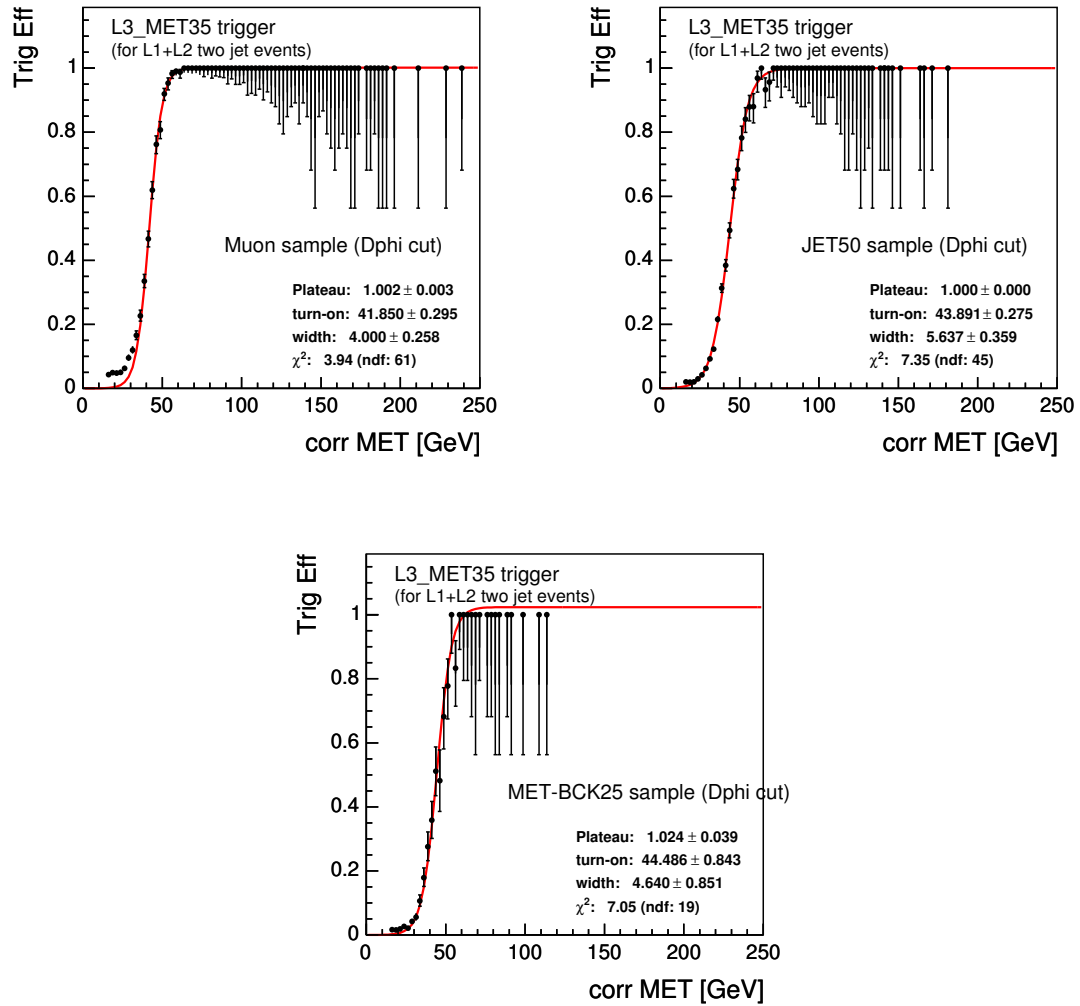 Trig Eff
L3_MET35 trigger
(for L1+L2 two jet events)
1
0.8
0.6
0.4
0.2
0
Muon sample (Dphi cut)
Plateau: 1.002 ± 0.003
turn-on: 41.850 ± 0.295
width: 4.000 ± 0.258
χ²: 3.94 (ndf: 61)
0 50 100 150 200 250
corr MET [GeV]
Trig Eff
L3_MET35 trigger
(for L1+L2 two jet events)
1
0.8
0.6
0.4
0.2
0
JET50 sample (Dphi cut)
Plateau: 1.000 ± 0.000
turn-on: 43.891 ± 0.275
width: 5.637 ± 0.359
χ²: 7.35 (ndf: 45)
0 50 100 150 200 250
corr MET [GeV]
Trig Eff
L3_MET35 trigger
(for L1+L2 two jet events)
1
0.8
0.6
0.4
0.2
0
MET-BCK25 sample (Dphi cut)
Plateau: 1.024 ± 0.039
turn-on: 44.486 ± 0.843
width: 4.640 ± 0.851
χ²: 7.05 (ndf: 19)
0 50 100 150 200 250
corr MET [GeV]